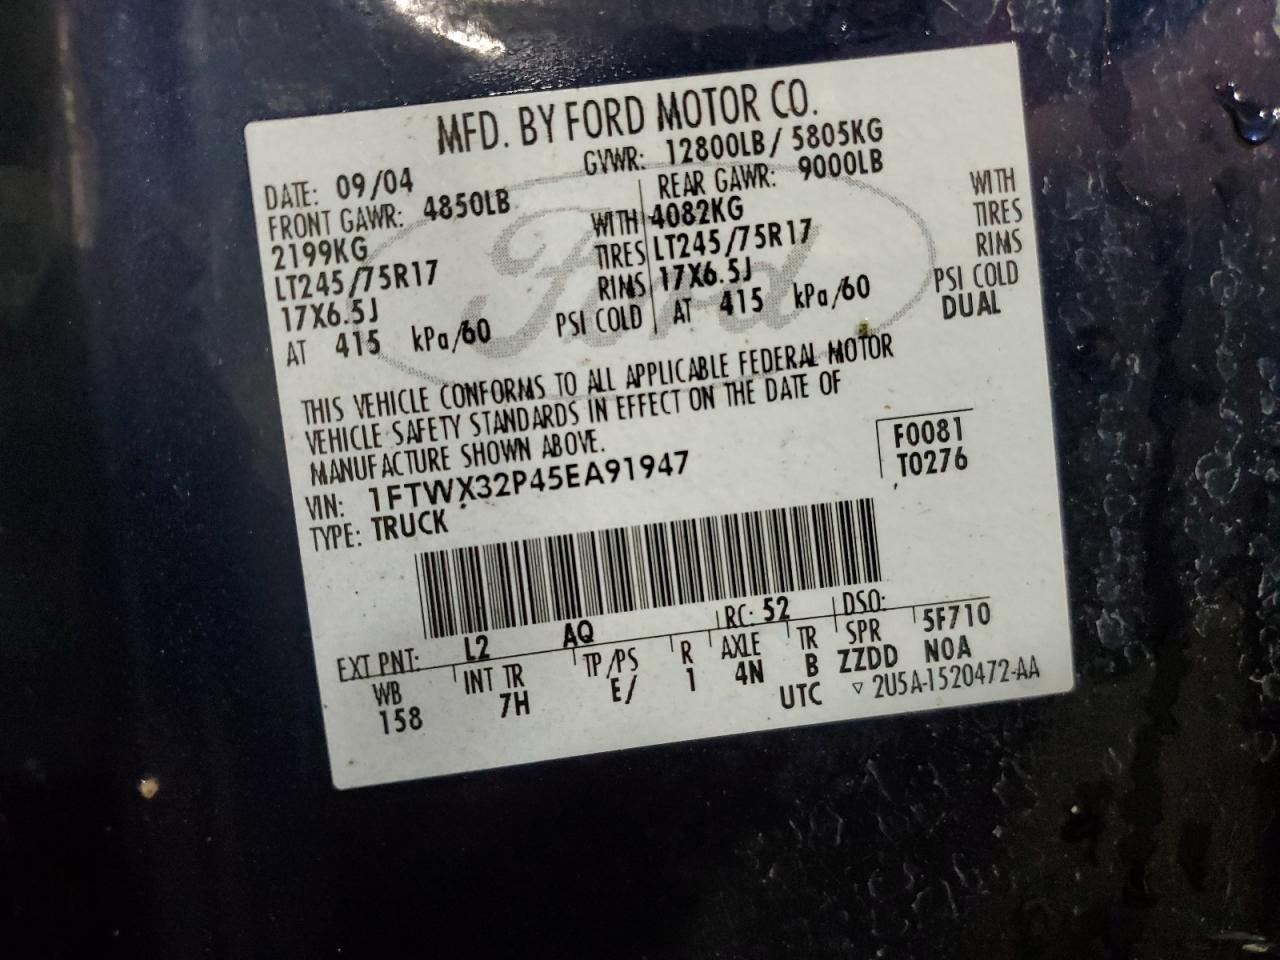 MFD. BY FORD MOTOR CO.
DATE: 09/04
GVWR: 12800LB / 5805KG
FRONT GAWR: 4850LB
REAR GAWR: 9000LB
2199KG WITH
4082KG WITH
LT245/75R17 TIRES
LT245/75R17 TIRES
17X6.5J RIMS
17X6.5J RIMS
AT 415 kPa/60 PSI COLD
AT 415 kPa/60 PSI COLD
DUAL
Ford
THIS VEHICLE CONFORMS TO ALL APPLICABLE FEDERAL MOTOR
VEHICLE SAFETY STANDARDS IN EFFECT ON THE DATE OF
MANUFACTURE SHOWN ABOVE.
VIN: 1FTWX32P45EA91947
TYPE: TRUCK
F0081
T0276
EXT PNT: L2 AQ RC: 52 DSO:
WB INT TR TP/PS R AXLE TR SPR 5F710
158 7H E/ 1 4N B ZZDD N0A
UTC ▽ 2U5A-1520472-AA